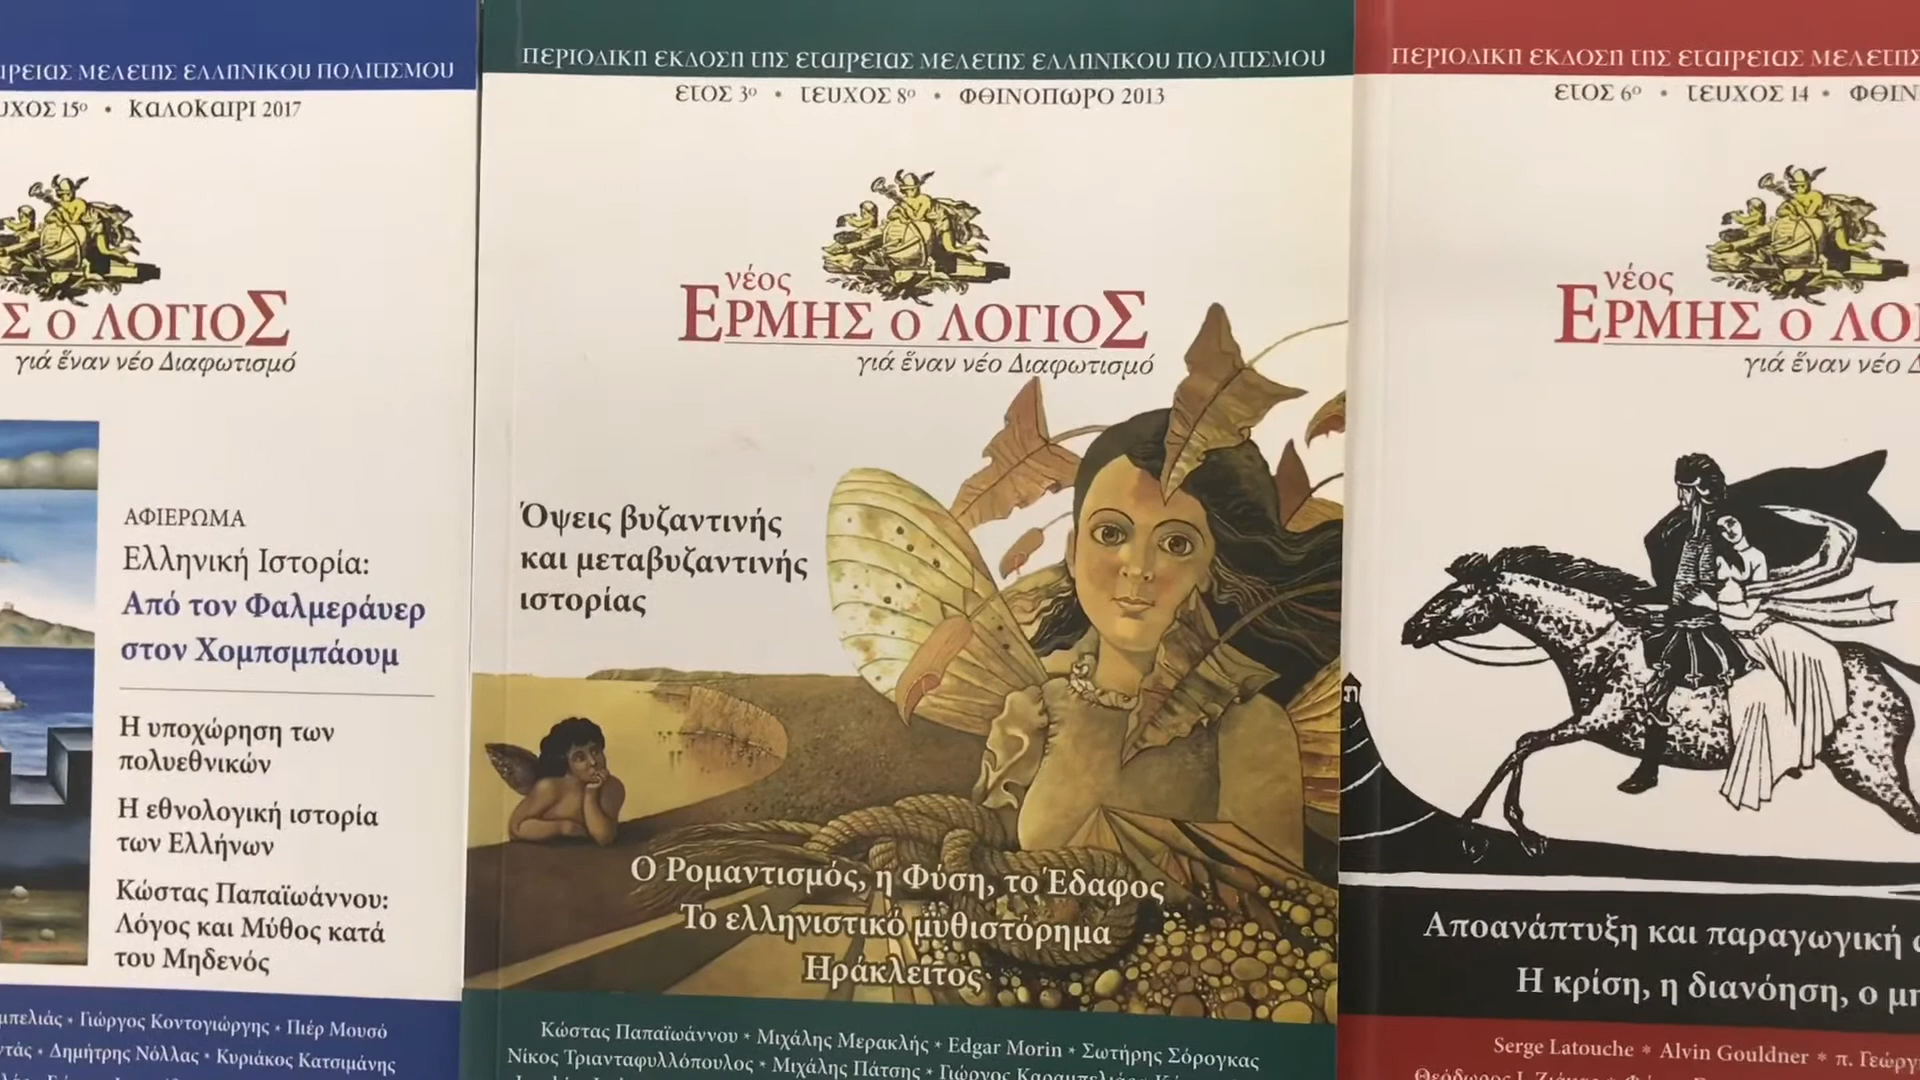 ΜΕΛΕΤΗΣ ΕΛΛΗΝΙΚΟΥ ΠΟΛΙΤΙΣΜΟΥ
15ο • ΚΑΛΟΚΑΙΡΙ 2017
Ο ΛΟΓΙΟΣ
γιά ἕναν νέο Διαφωτισμό
ΑΦΙΕΡΩΜΑ
Ελληνική Ιστορία:
Από τον Φαλμεράυερ
στον Χομπσμπάουμ
Η υποχώρηση των
πολυεθνικών
Η εθνολογική ιστορία
των Ελλήνων
Κώστας Παπαϊωάννου:
Λόγος και Μύθος κατά
του Μηδενός
* Γιώργος Κοντογιώργης * Πιέρ Μουσό
* Δημήτρης Νόλλας * Κυριάκος Κατσιμάνης
ΠΕΡΙΟΔΙΚΗ ΕΚΔΟΣΗ ΤΗΣ ΕΤΑΙΡΕΙΑΣ ΜΕΛΕΤΗΣ ΕΛΛΗΝΙΚΟΥ ΠΟΛΙΤΙΣΜΟΥ
ΕΤΟΣ 3ο • ΤΕΥΧΟΣ 8ο • ΦΘΙΝΟΠΩΡΟ 2013
νέος
ΕΡΜΗΣ Ο ΛΟΓΙΟΣ
γιά ἕναν νέο Διαφωτισμό
Όψεις βυζαντινής
και μεταβυζαντινής
ιστορίας
Ο Ρομαντισμός, η Φύση, το Έδαφος
Το ελληνιστικό μυθιστόρημα
Ηράκλειτος
Κώστας Παπαϊωάννου * Μιχάλης Μερακλής * Edgar Morin * Σωτήρης Σόρογκας
Νίκος Τριανταφυλλόπουλος * Μιχάλης Πάτσης * Γιώργος Καραμπελιάς
ΠΕΡΙΟΔΙΚΗ ΕΚΔΟΣΗ ΤΗΣ ΕΤΑΙΡΕΙΑΣ ΜΕΛΕΤΗΣ
ΕΤΟΣ 6ο • ΤΕΥΧΟΣ 14 •
νέος
ΕΡΜΗΣ Ο
γιά ἕναν νέο
Αποανάπτυξη και παραγωγική
Η κρίση, η διανόηση, ο
Serge Latouche * Alvin Gouldner * π.